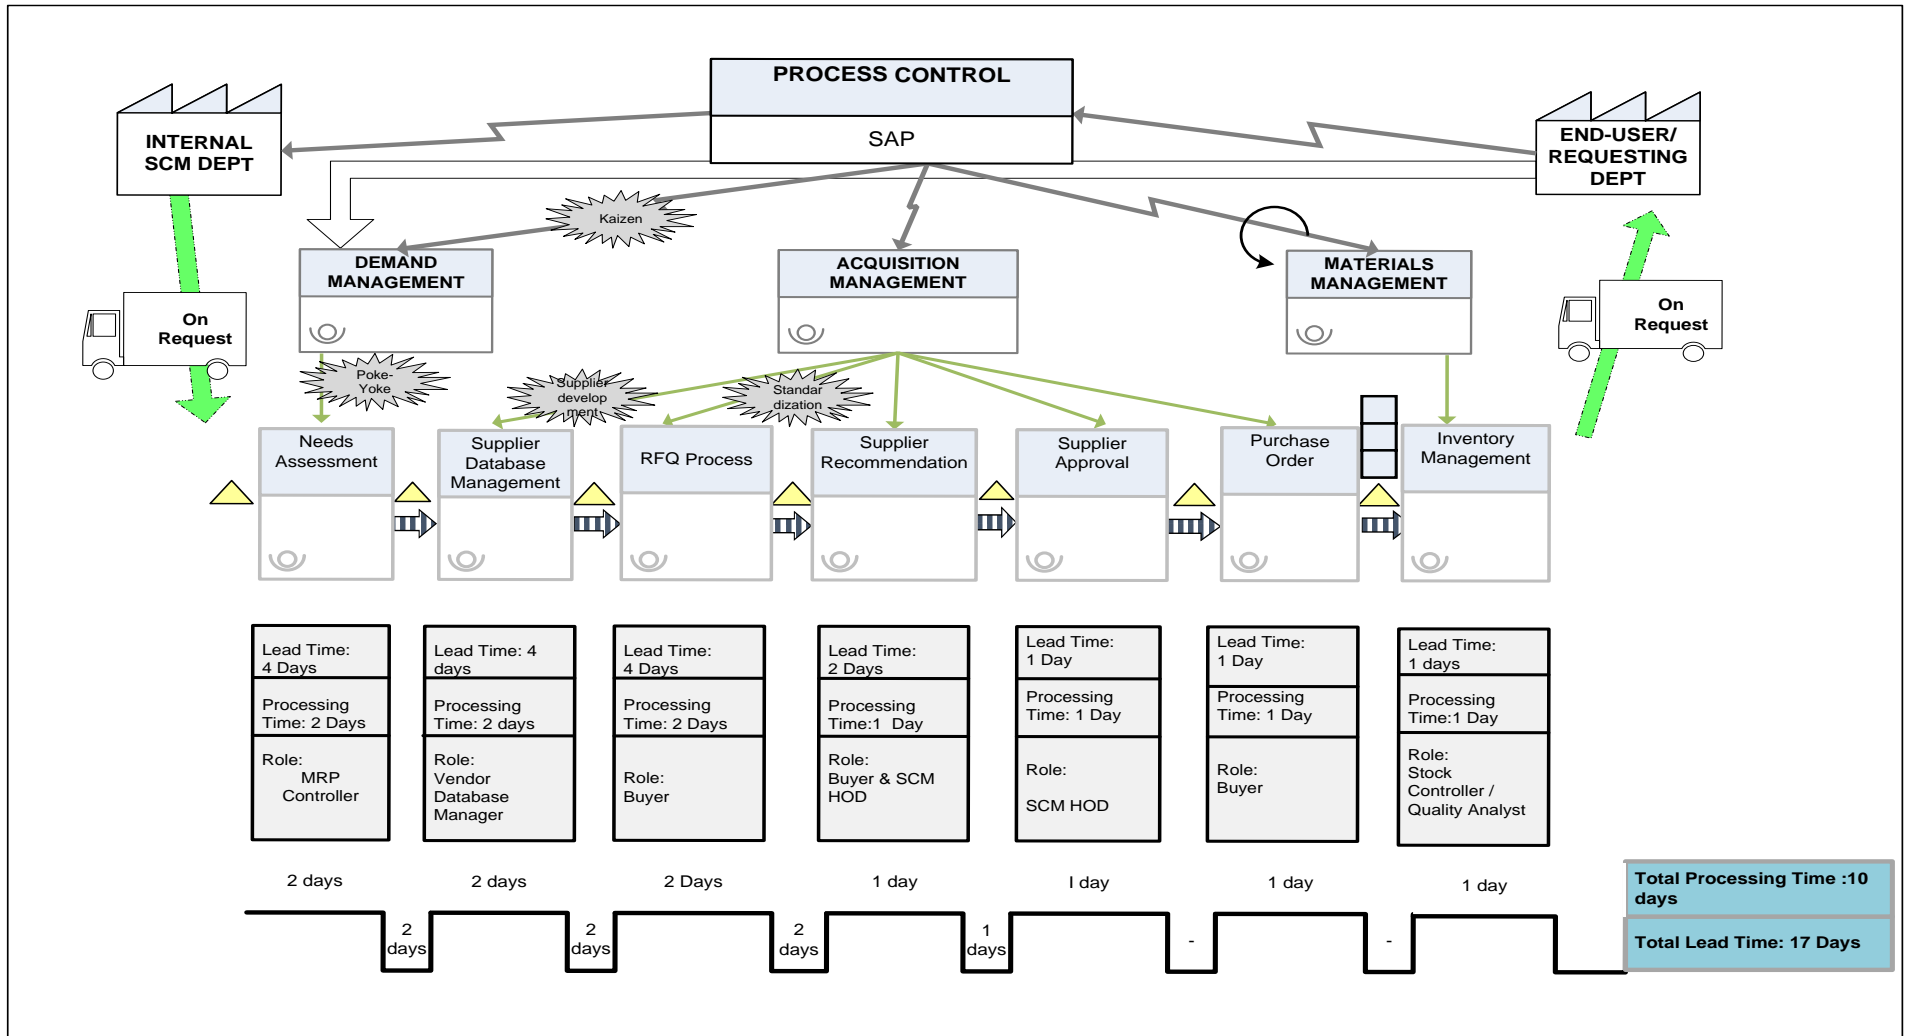 PROCESS CONTROL
SAP
INTERNAL
SCM DEPT
END-USER/
REQUESTING
DEPT
Kaizen
DEMAND
MANAGEMENT
ACQUISITION
MANAGEMENT
MATERIALS
MANAGEMENT
On
Request
On
Request
Poke-
Yoke
Supplier
develop
ment
Standar
dization
Needs
Assessment
Supplier
Database
Management
RFQ Process
Supplier
Recommendation
Supplier
Approval
Purchase
Order
Inventory
Management
Lead Time:
4 Days
Processing
Time: 2 Days
Role:
MRP
Controller
Lead Time: 4
days
Processing
Time: 2 days
Role:
Vendor
Database
Manager
Lead Time:
4 Days
Processing
Time: 2 Days
Role:
Buyer
Lead Time:
2 Days
Processing
Time:1 Day
Role:
Buyer & SCM
HOD
Lead Time:
1 Day
Processing
Time: 1 Day
Role:
SCM HOD
Lead Time:
1 Day
Processing
Time: 1 Day
Role:
Buyer
Lead Time:
1 days
Processing
Time:1 Day
Role:
Stock
Controller /
Quality Analyst
2 days
2 days
2 Days
1 day
I day
1 day
1 day
2
days
2
days
2
days
1
days
-
-
Total Processing Time :10
days
Total Lead Time: 17 Days